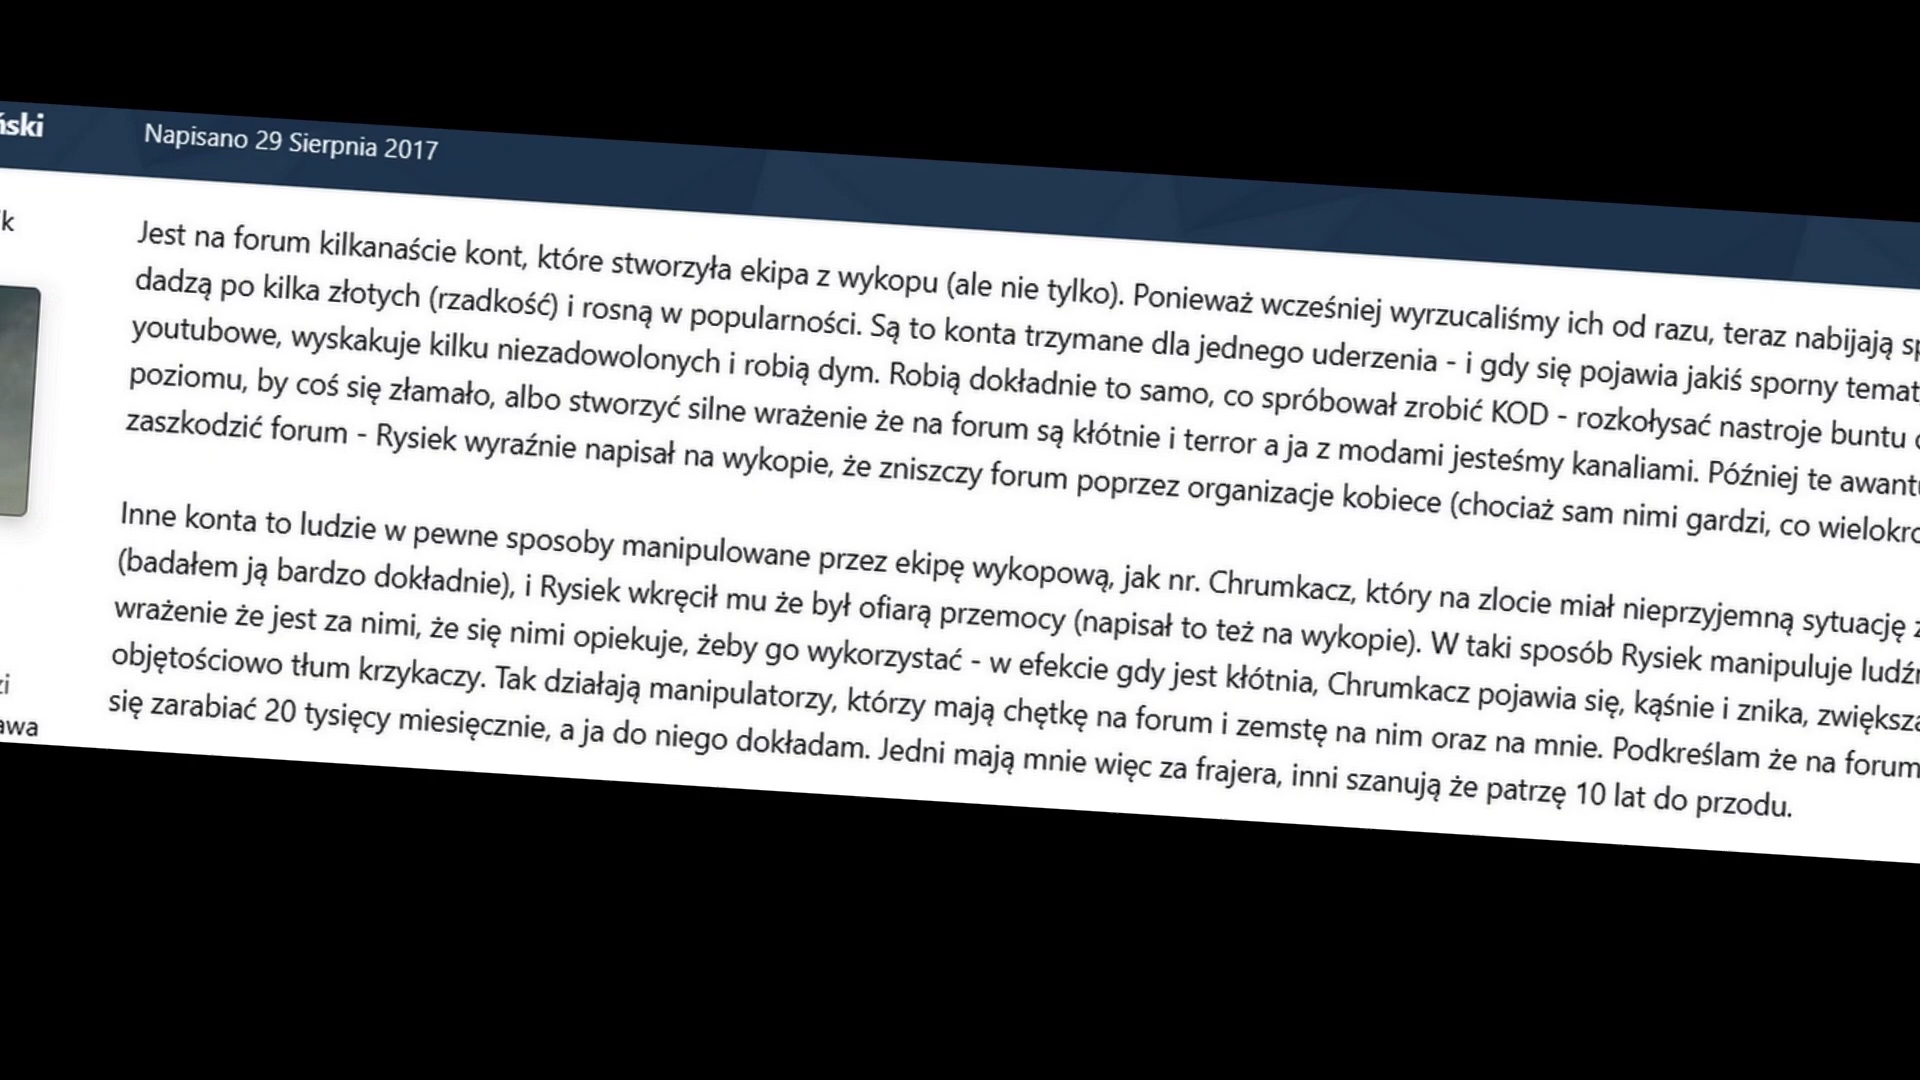 ński
Napisano 29 Sierpnia 2017
k
Jest na forum kilkanaście kont, które stworzyła ekipa z wykopu (ale nie tylko). Ponieważ wcześniej wyrzucaliśmy ich od razu, teraz nabijają sp
dadzą po kilka złotych (rzadkość) i rosną w popularności. Są to konta trzymane dla jednego uderzenia - i gdy się pojawia jakiś sporny temat
youtubowe, wyskakuje kilku niezadowolonych i robią dym. Robią dokładnie to samo, co spróbował zrobić KOD - rozkołysać nastroje buntu
poziomu, by coś się złamało, albo stworzyć silne wrażenie że na forum są kłótnie i terror a ja z modami jesteśmy kanaliami. Później te awantu
zaszkodzić forum - Rysiek wyraźnie napisał na wykopie, że zniszczy forum poprzez organizacje kobiece (chociaż sam nimi gardzi, co wielokro
Inne konta to ludzie w pewne sposoby manipulowane przez ekipę wykopową, jak nr. Chrumkacz, który na zlocie miał nieprzyjemną sytuację z
(badałem ją bardzo dokładnie), i Rysiek wkręcił mu że był ofiarą przemocy (napisał to też na wykopie). W taki sposób Rysiek manipuluje ludźm
wrażenie że jest za nimi, że się nimi opiekuje, żeby go wykorzystać - w efekcie gdy jest kłótnia, Chrumkacz pojawia się, kąśnie i znika, zwiększa
objętościowo tłum krzykaczy. Tak działają manipulatorzy, którzy mają chętkę na forum i zemstę na nim oraz na mnie. Podkreślam że na forum
się zarabiać 20 tysięcy miesięcznie, a ja do niego dokładam. Jedni mają mnie więc za frajera, inni szanują że patrzę 10 lat do przodu.
zi
awa